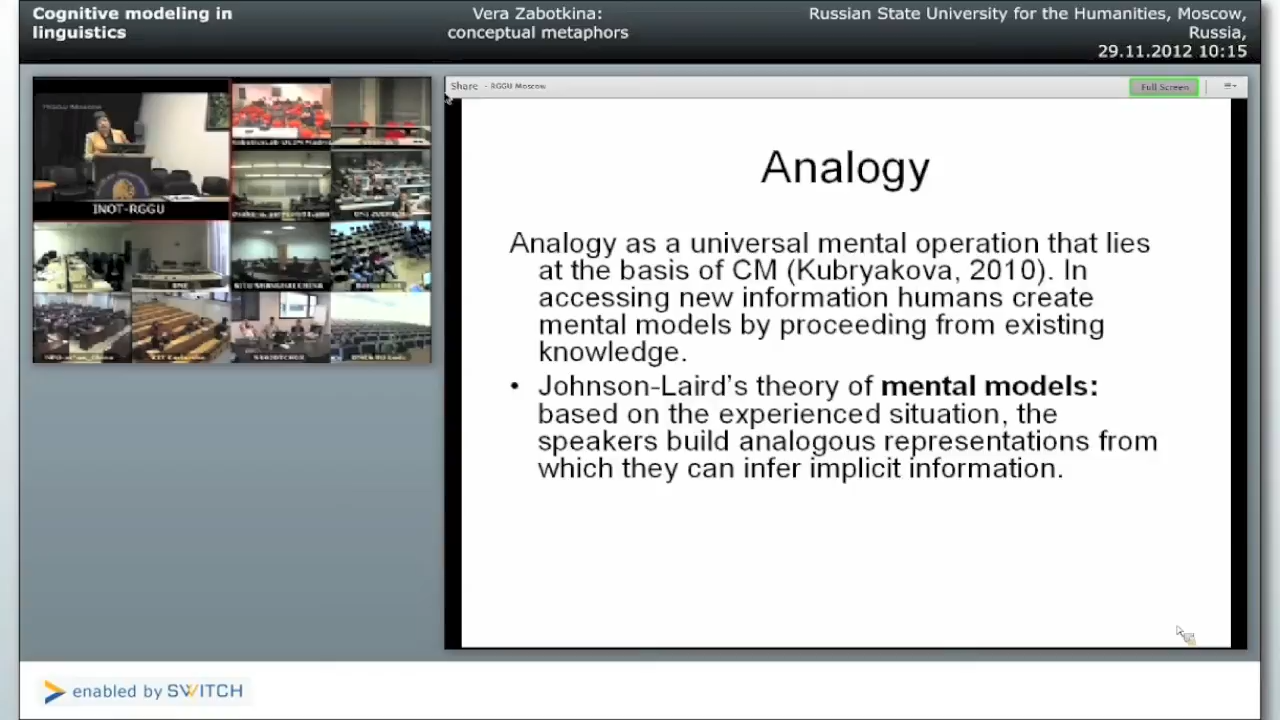 Cognitive modeling in
linguistics
Vera Zabotkina:
conceptual metaphors
Russian State University for the Humanities, Moscow,
Russia,
29.11.2012 10:15
Share - RGGU Moscow
Full Screen
INOT-RGGU
Analogy
Analogy as a universal mental operation that lies
at the basis of CM (Kubryakova, 2010). In
accessing new information humans create
mental models by proceeding from existing
knowledge.
• Johnson-Laird's theory of mental models:
based on the experienced situation, the
speakers build analogous representations from
which they can infer implicit information.
enabled by SWITCH